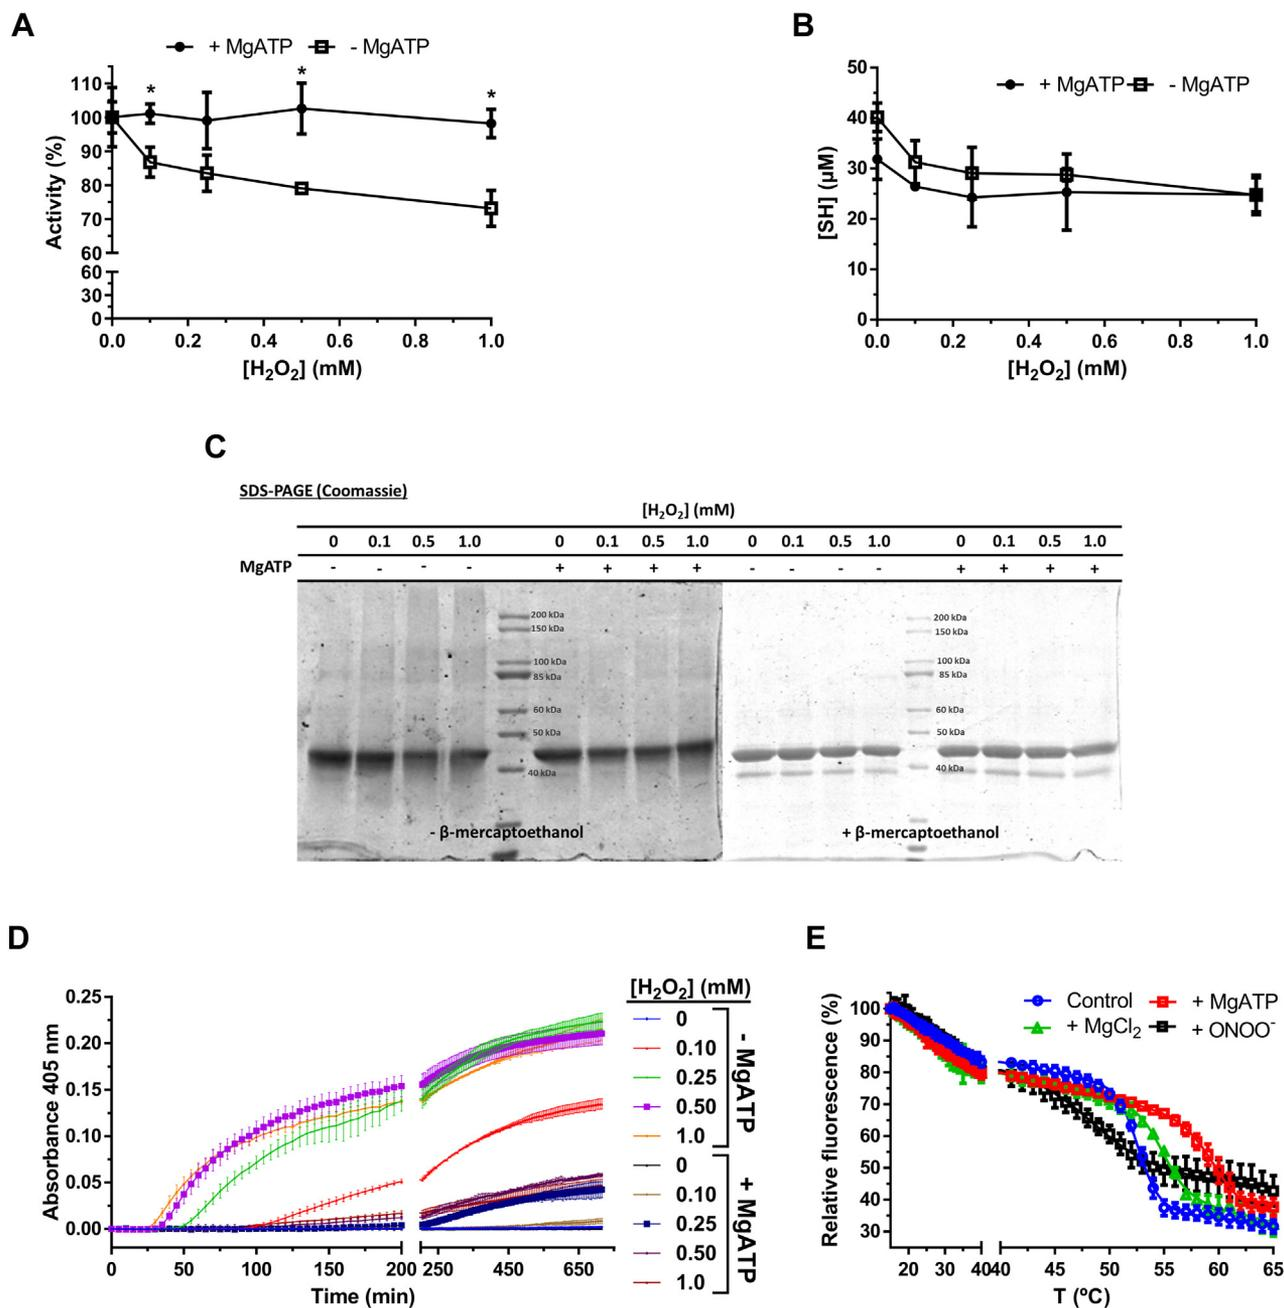 A
+ MgATP - MgATP
Activity (%)
110
100
90
80
70
60
60
30
0
* * *
0.0 0.2 0.4 0.6 0.8 1.0
[H2O2] (mM)
B
+ MgATP - MgATP
[SH] (µM)
50
40
30
20
10
0
0.0 0.2 0.4 0.6 0.8 1.0
[H2O2] (mM)
C
SDS-PAGE (Coomassie)
[H2O2] (mM)
0 0.1 0.5 1.0 0 0.1 0.5 1.0 0 0.1 0.5 1.0 0 0.1 0.5 1.0
MgATP - - - - + + + + - - - - + + + +
200 kDa 200 kDa
150 kDa 150 kDa
100 kDa 100 kDa
85 kDa 85 kDa
60 kDa 60 kDa
50 kDa 50 kDa
40 kDa 40 kDa
- β-mercaptoethanol + β-mercaptoethanol
D
Absorbance 405 nm
0.25
0.20
0.15
0.10
0.05
0.00
0 50 100 150 200 250 450 650
Time (min)
[H2O2] (mM)
0
0.10
0.25
0.50
1.0
- MgATP
0
0.10
0.25
0.50
1.0
+ MgATP
E
Control + MgATP
+ MgCl2 + ONOO-
Relative fluorescence (%)
100
90
80
70
60
50
40
30
20 30 40 40 45 50 55 60 65
T (ºC)